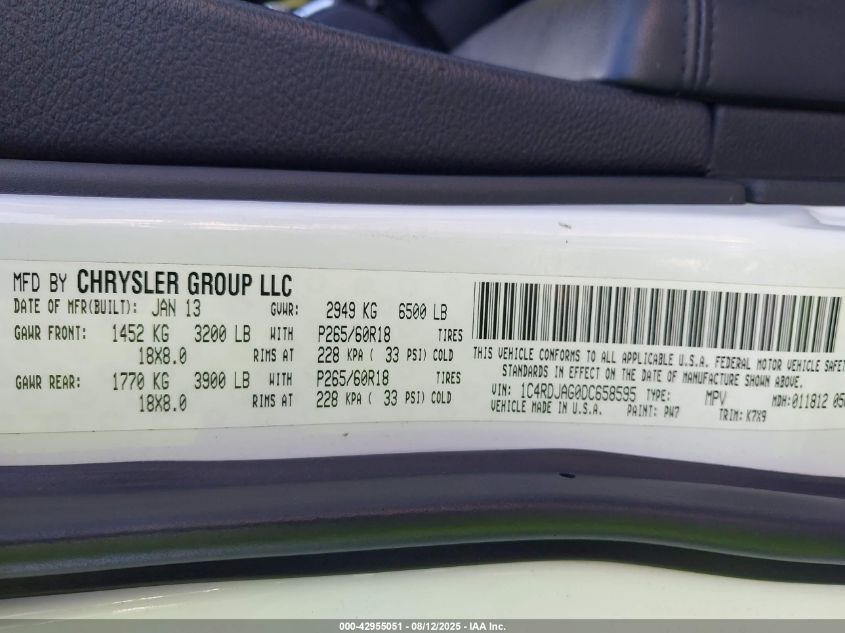 MFD BY CHRYSLER GROUP LLC
DATE OF MFR(BUILT): JAN 13 GVWR: 2949 KG 6500 LB
GAWR FRONT: 1452 KG 3200 LB WITH P265/60R18 TIRES
18X8.0 RIMS AT 228 KPA ( 33 PSI) COLD
GAWR REAR: 1770 KG 3900 LB WITH P265/60R18 TIRES
18X8.0 RIMS AT 228 KPA ( 33 PSI) COLD
THIS VEHICLE CONFORMS TO ALL APPLICABLE U.S.A. FEDERAL MOTOR VEHICLE SAFET
STANDARDS IN EFFECT ON THE DATE OF MANUFACTURE SHOWN ABOVE.
VIN: 1C4RDJAG0DC658595 TYPE: MPV MDH:011812 05
VEHICLE MADE IN U.S.A. PAINT: PW7 TRIM: K7X9
000-42955051 - 08/12/2025 - IAA Inc.